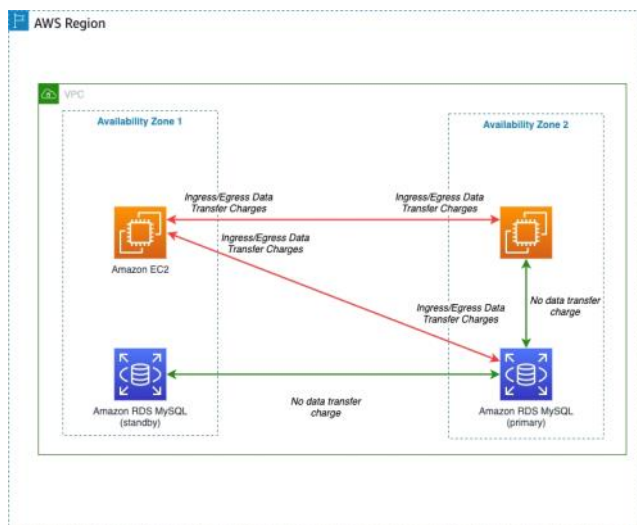 AWS Region
VPC
Availability Zone 1
Availability Zone 2
Ingress/Egress Data
Transfer Charges
Ingress/Egress Data
Transfer Charges
Ingress/Egress Data
Transfer Charges
Amazon EC2
No data transfer
charge
Ingress/Egress Data
Transfer Charges
No data transfer
charge
Amazon RDS MySQL
(standby)
Amazon RDS MySQL
(primary)